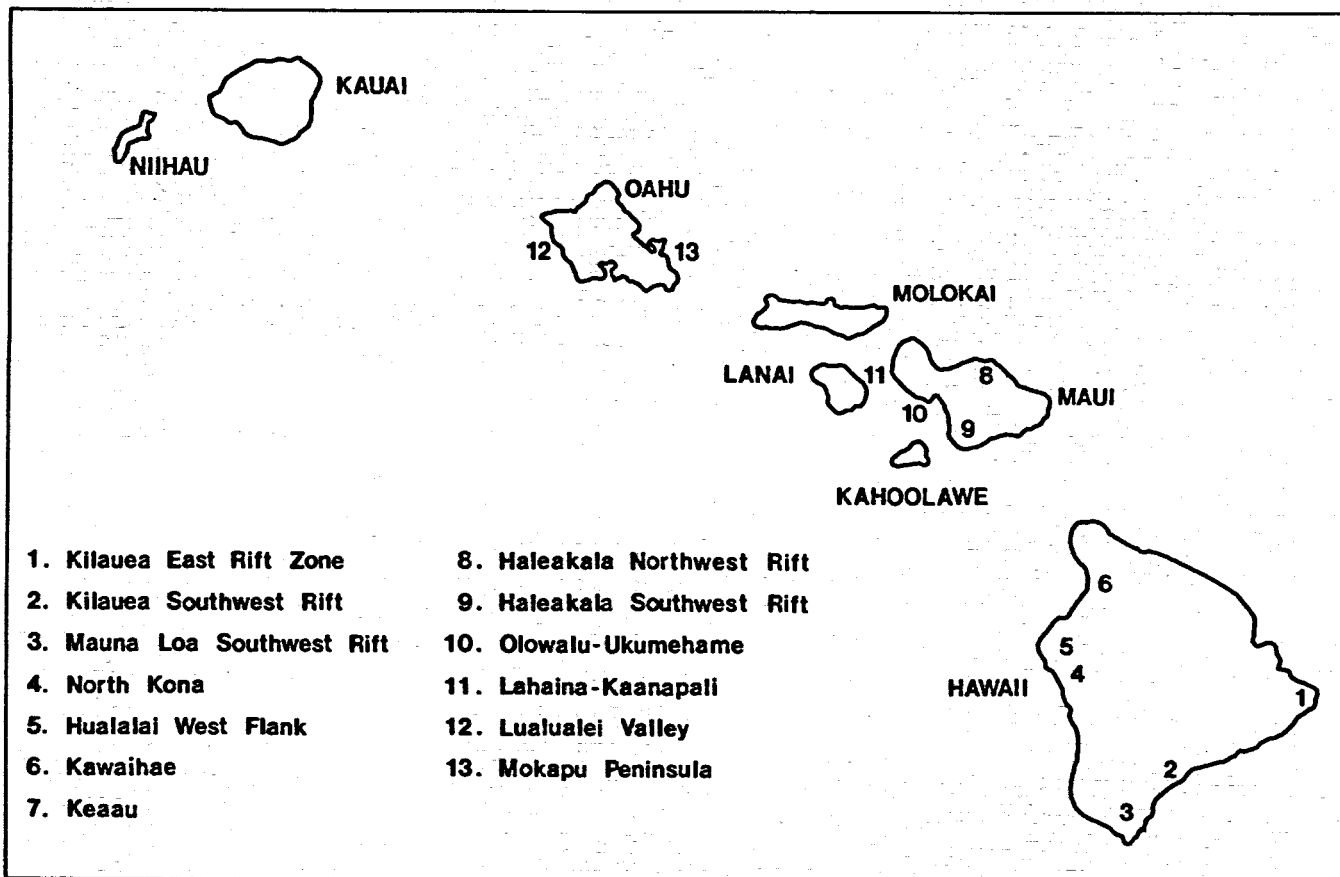 KAUAI
NIIHAU
OAHU
12
13
MOLOKAI
LANAI
11
8
MAUI
10
9
KAHOOLAWE
6
5
4
HAWAII
1
2
3
1. Kilauea East Rift Zone
2. Kilauea Southwest Rift
3. Mauna Loa Southwest Rift
4. North Kona
5. Hualalai West Flank
6. Kawaihae
7. Keaau
8. Haleakala Northwest Rift
9. Haleakala Southwest Rift
10. Olowalu-Ukumehame
11. Lahaina-Kaanapali
12. Lualualei Valley
13. Mokapu Peninsula